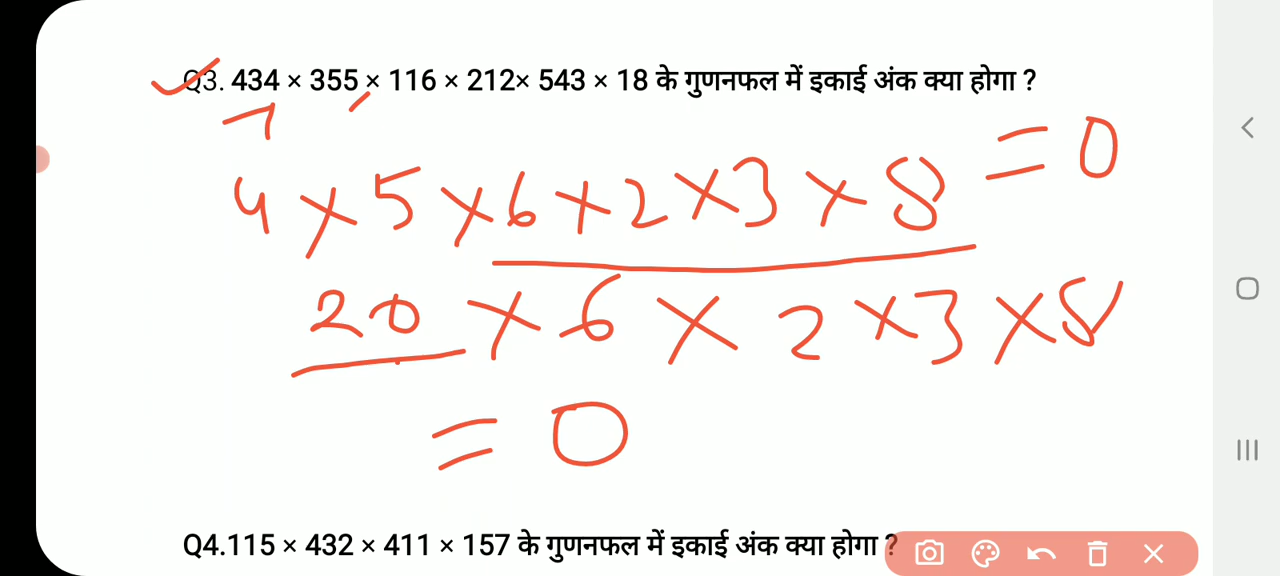 Q3. 434 × 355 × 116 × 212× 543 × 18 के गुणनफल में इकाई अंक क्या होगा ?
4 × 5 × 6 × 2 × 3 × 8 = 0
20 × 6 × 2 × 3 × 8
= 0
Q4.115 × 432 × 411 × 157 के गुणनफल में इकाई अंक क्या होगा ?